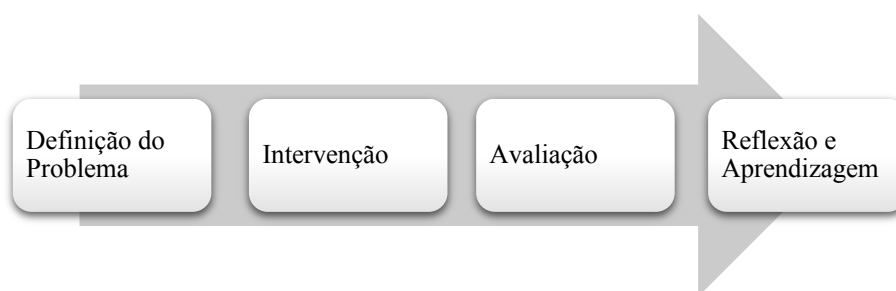 Definição do
Problema
Intervenção
Avaliação
Reflexão e
Aprendizagem